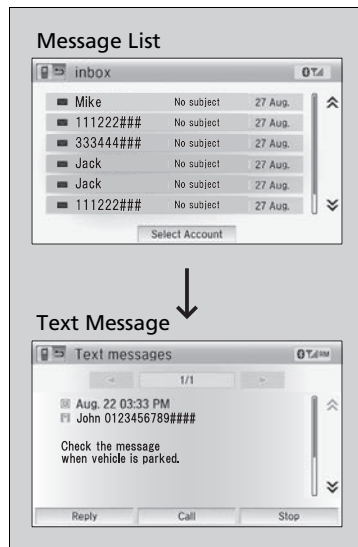 Message List
inbox
Mike No subject 27 Aug.
111222### No subject 27 Aug.
333444### No subject 27 Aug.
Jack No subject 27 Aug.
Jack No subject 27 Aug.
111222### No subject 27 Aug.
Select Account
Text Message
Text messages
1/1
Aug. 22 03:33 PM
John 0123456789####
Check the message
when vehicle is parked.
Reply Call Stop